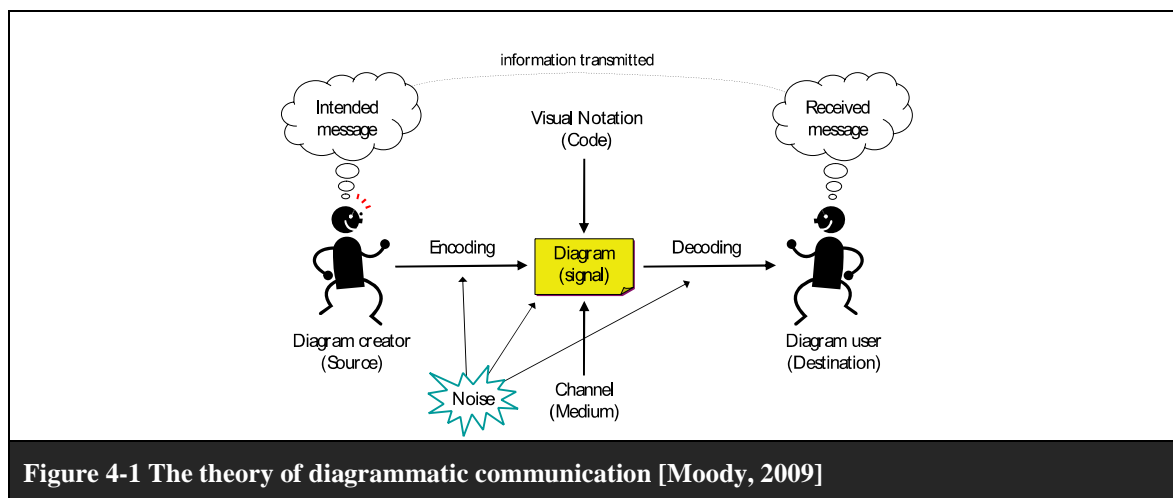 information transmitted
Intended
message
Received
message
Visual Notation
(Code)
Encoding
Diagram
(signal)
Decoding
Diagram creator
(Source)
Diagram user
(Destination)
Noise
Channel
(Medium)
Figure 4-1 The theory of diagrammatic communication [Moody, 2009]